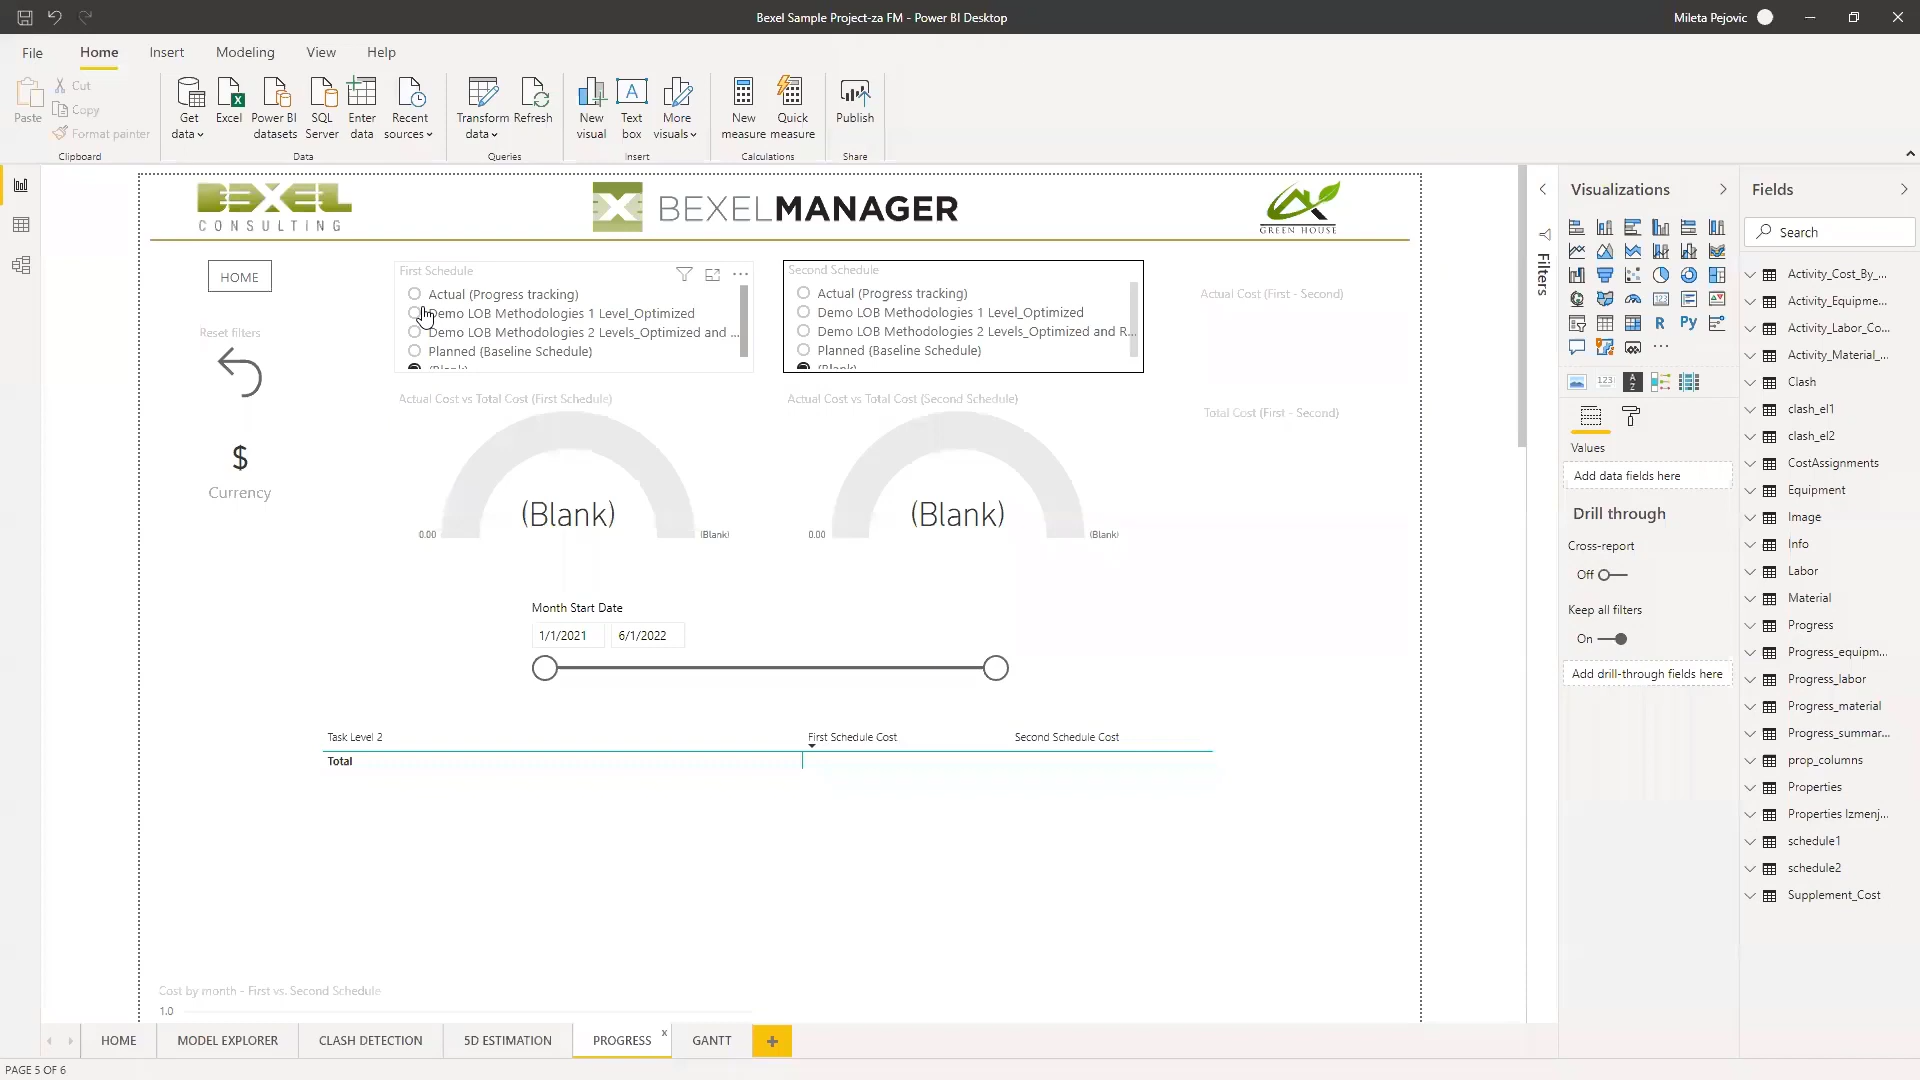 Bexel Sample Project-za FM - Power BI Desktop
Mileta Pejovic
File
Home
Insert
Modeling
View
Help
Paste
Cut
Copy
Format painter
Clipboard
Get data
Excel
Power BI datasets
SQL Server
Enter data
Recent sources
Data
Transform data
Refresh
Queries
New visual
Text box
More visuals
Insert
New measure
Quick measure
Calculations
Publish
Share
BEXEL
CONSULTING
BEXELMANAGER
GREEN HOUSE
HOME
Reset filters
$
Currency
First Schedule
Actual (Progress tracking)
Demo LOB Methodologies 1 Level_Optimized
Demo LOB Methodologies 2 Levels_Optimized and ...
Planned (Baseline Schedule)
(Blank)
Second Schedule
Actual (Progress tracking)
Demo LOB Methodologies 1 Level_Optimized
Demo LOB Methodologies 2 Levels_Optimized and R...
Planned (Baseline Schedule)
(Blank)
Actual Cost (First - Second)
Actual Cost vs Total Cost (First Schedule)
(Blank)
0.00
(Blank)
Actual Cost vs Total Cost (Second Schedule)
(Blank)
0.00
(Blank)
Total Cost (First - Second)
Month Start Date
1/1/2021
6/1/2022
Task Level 2
First Schedule Cost
Second Schedule Cost
Total
Cost by month - First vs. Second Schedule
1.0
Filters
Visualizations
R
Py
123
A
Z
Values
Add data fields here
Drill through
Cross-report
Off
Keep all filters
On
Add drill-through fields here
Fields
Search
Activity_Cost_By_...
Activity_Equipme...
Activity_Labor_Co...
Activity_Material_...
Clash
clash_el1
clash_el2
CostAssignments
Equipment
Image
Info
Labor
Material
Progress
Progress_equipm...
Progress_labor
Progress_material
Progress_summar...
prop_columns
Properties
Properties Izmenj...
schedule1
schedule2
Supplement_Cost
HOME
MODEL EXPLORER
CLASH DETECTION
5D ESTIMATION
PROGRESS
x
GANTT
+
PAGE 5 OF 6